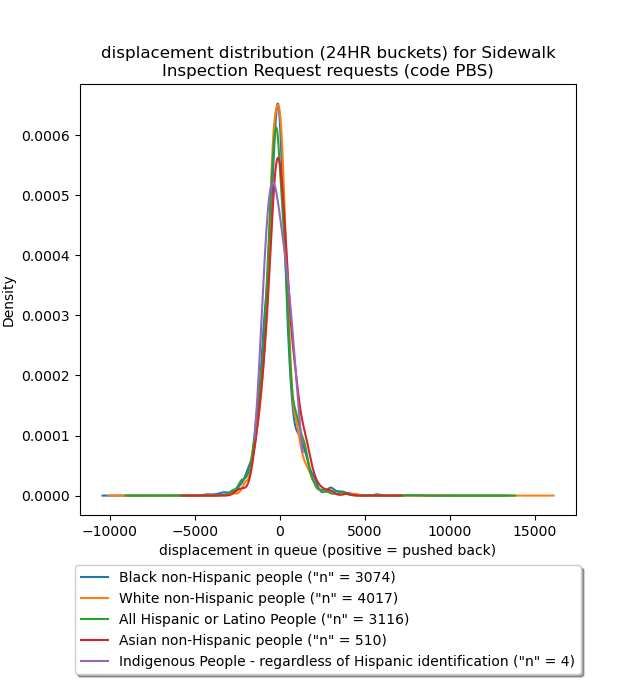 displacement distribution (24HR buckets) for Sidewalk
Inspection Request requests (code PBS)
0.0006
0.0005
0.0004
0.0003
0.0002
0.0001
0.0000
Density
−10000 −5000 0 5000 10000 15000
displacement in queue (positive = pushed back)
Black non-Hispanic people ("n" = 3074)
White non-Hispanic people ("n" = 4017)
All Hispanic or Latino People ("n" = 3116)
Asian non-Hispanic people ("n" = 510)
Indigenous People - regardless of Hispanic identification ("n" = 4)